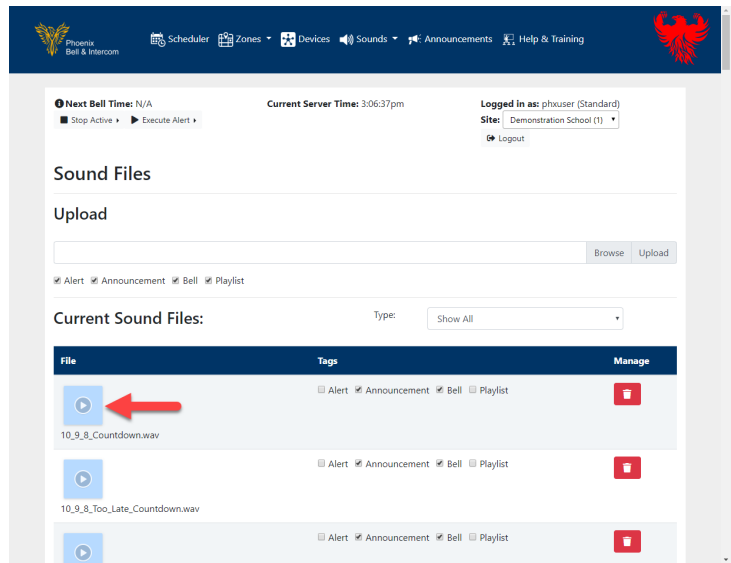 Phoenix
Bell & Intercom
Scheduler Zones Devices Sounds Announcements Help & Training
Next Bell Time: N/A Current Server Time: 3:06:37pm Logged in as: phxuser (Standard)
Stop Active Execute Alert Site: Demonstration School (1)
Logout
Sound Files
Upload
Browse Upload
Alert Announcement Bell Playlist
Current Sound Files: Type: Show All
File Tags Manage
Alert Announcement Bell Playlist
10_9_8_Countdown.wav
Alert Announcement Bell Playlist
10_9_8_Too_Late_Countdown.wav
Alert Announcement Bell Playlist